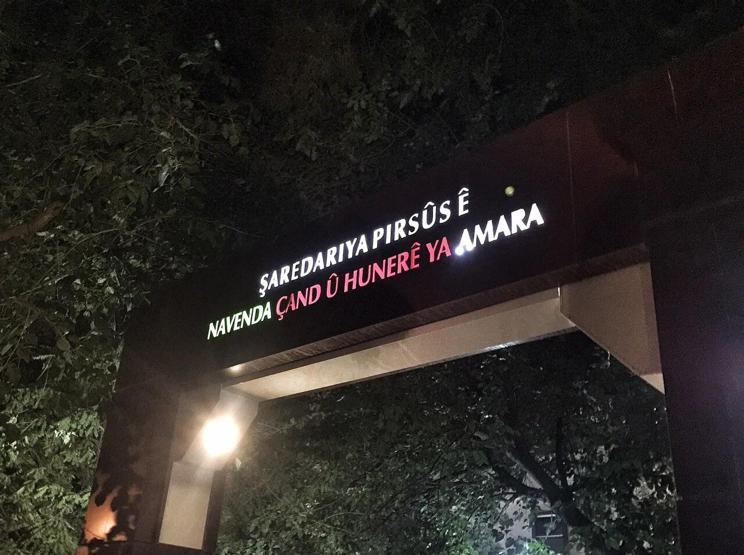 ŞAREDARIYA PIRSÛS Ê
NAVENDA ÇAND Û HUNERÊ YA AMARA